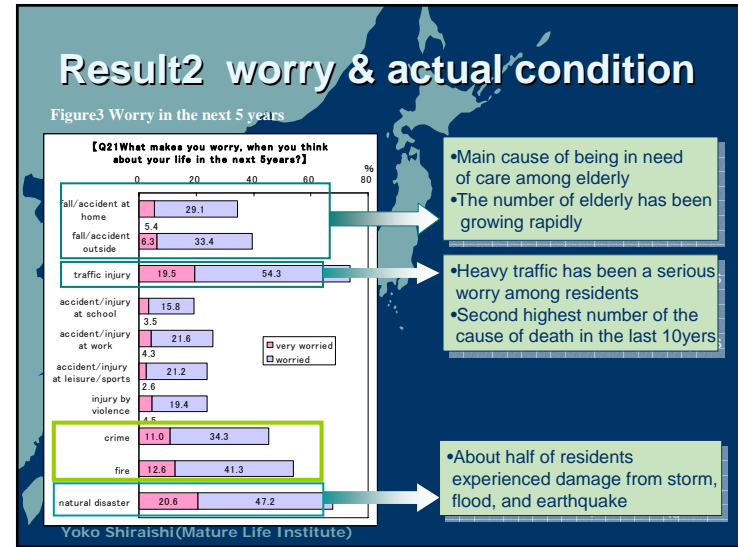 Result2 worry & actual condition
Figure3 Worry in the next 5 years
【Q21What makes you worry, when you think
about your life in the next 5years?】
%
0 20 40 60 80
fall/accident at
home
29.1
5.4
fall/accident
outside
6.3 33.4
traffic injury 19.5 54.3
accident/injury
at school
15.8
3.5
accident/injury
at work
21.6
4.3
accident/injury
at leisure/sports
21.2
2.6
injury by
violence
19.4
4.5
very worried
worried
crime 11.0 34.3
fire 12.6 41.3
natural disaster 20.6 47.2
•Main cause of being in need
of care among elderly
•The number of elderly has been
growing rapidly
•Heavy traffic has been a serious
worry among residents
•Second highest number of the
cause of death in the last 10yers
•About half of residents
experienced damage from storm,
flood, and earthquake
Yoko Shiraishi(Mature Life Institute)